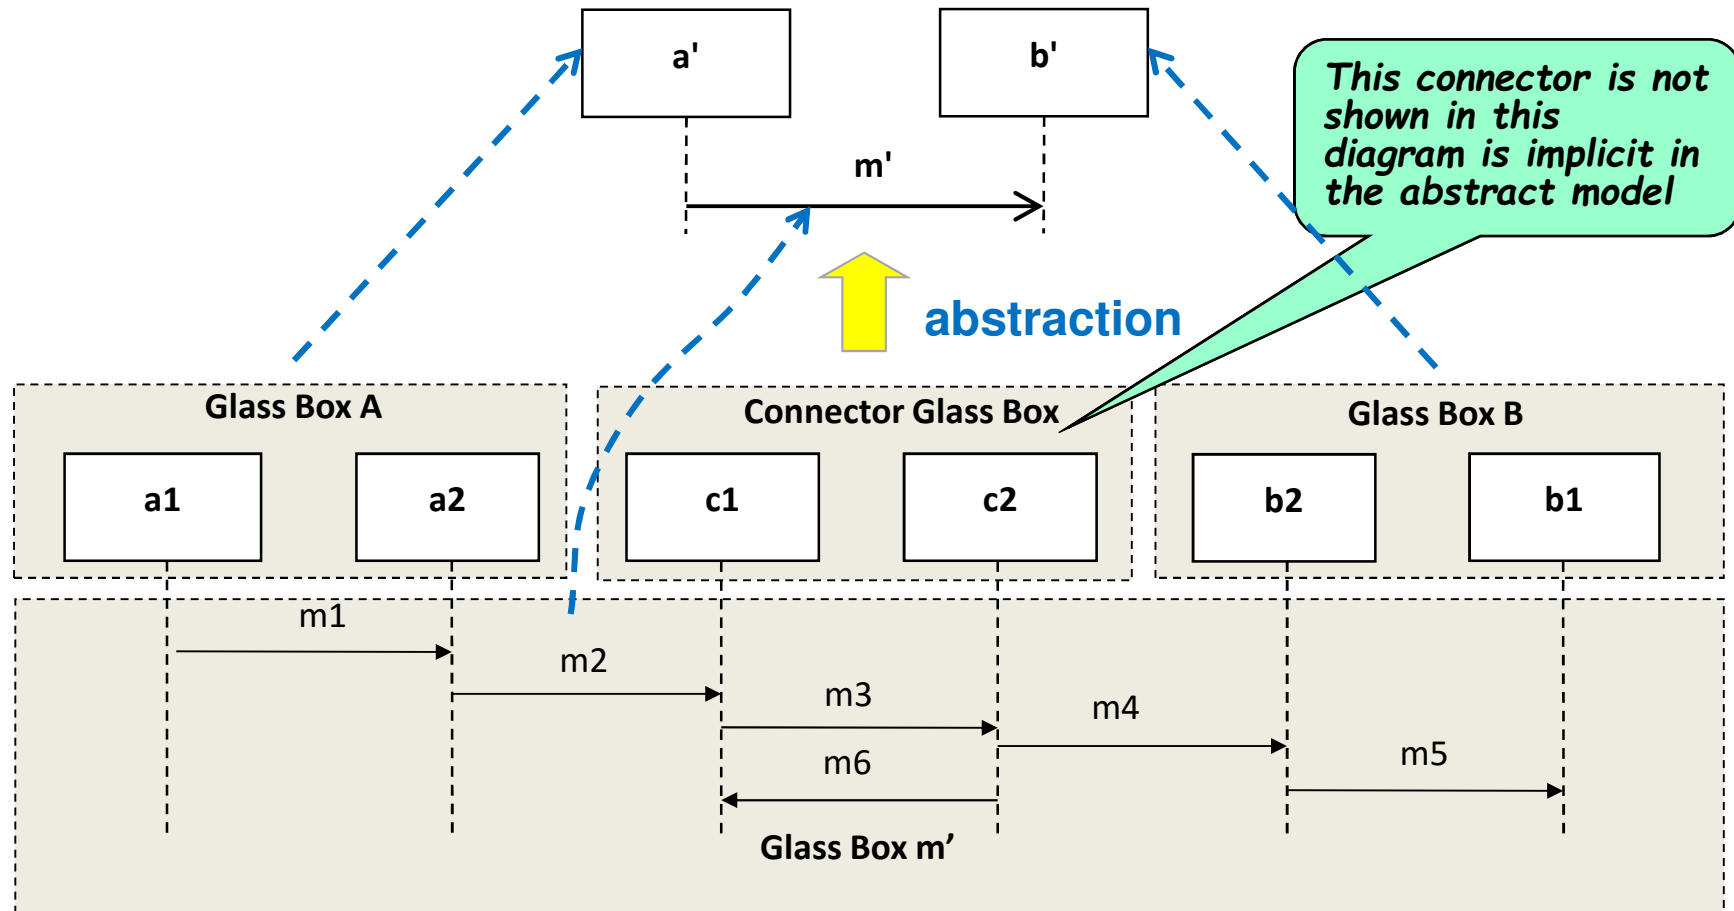 a'
b'
This connector is not
shown in this
diagram is implicit in
the abstract model
m'
abstraction
Glass Box A
Connector Glass Box
Glass Box B
a1
a2
c1
c2
b2
b1
m1
m2
m3
m4
m6
m5
Glass Box m’